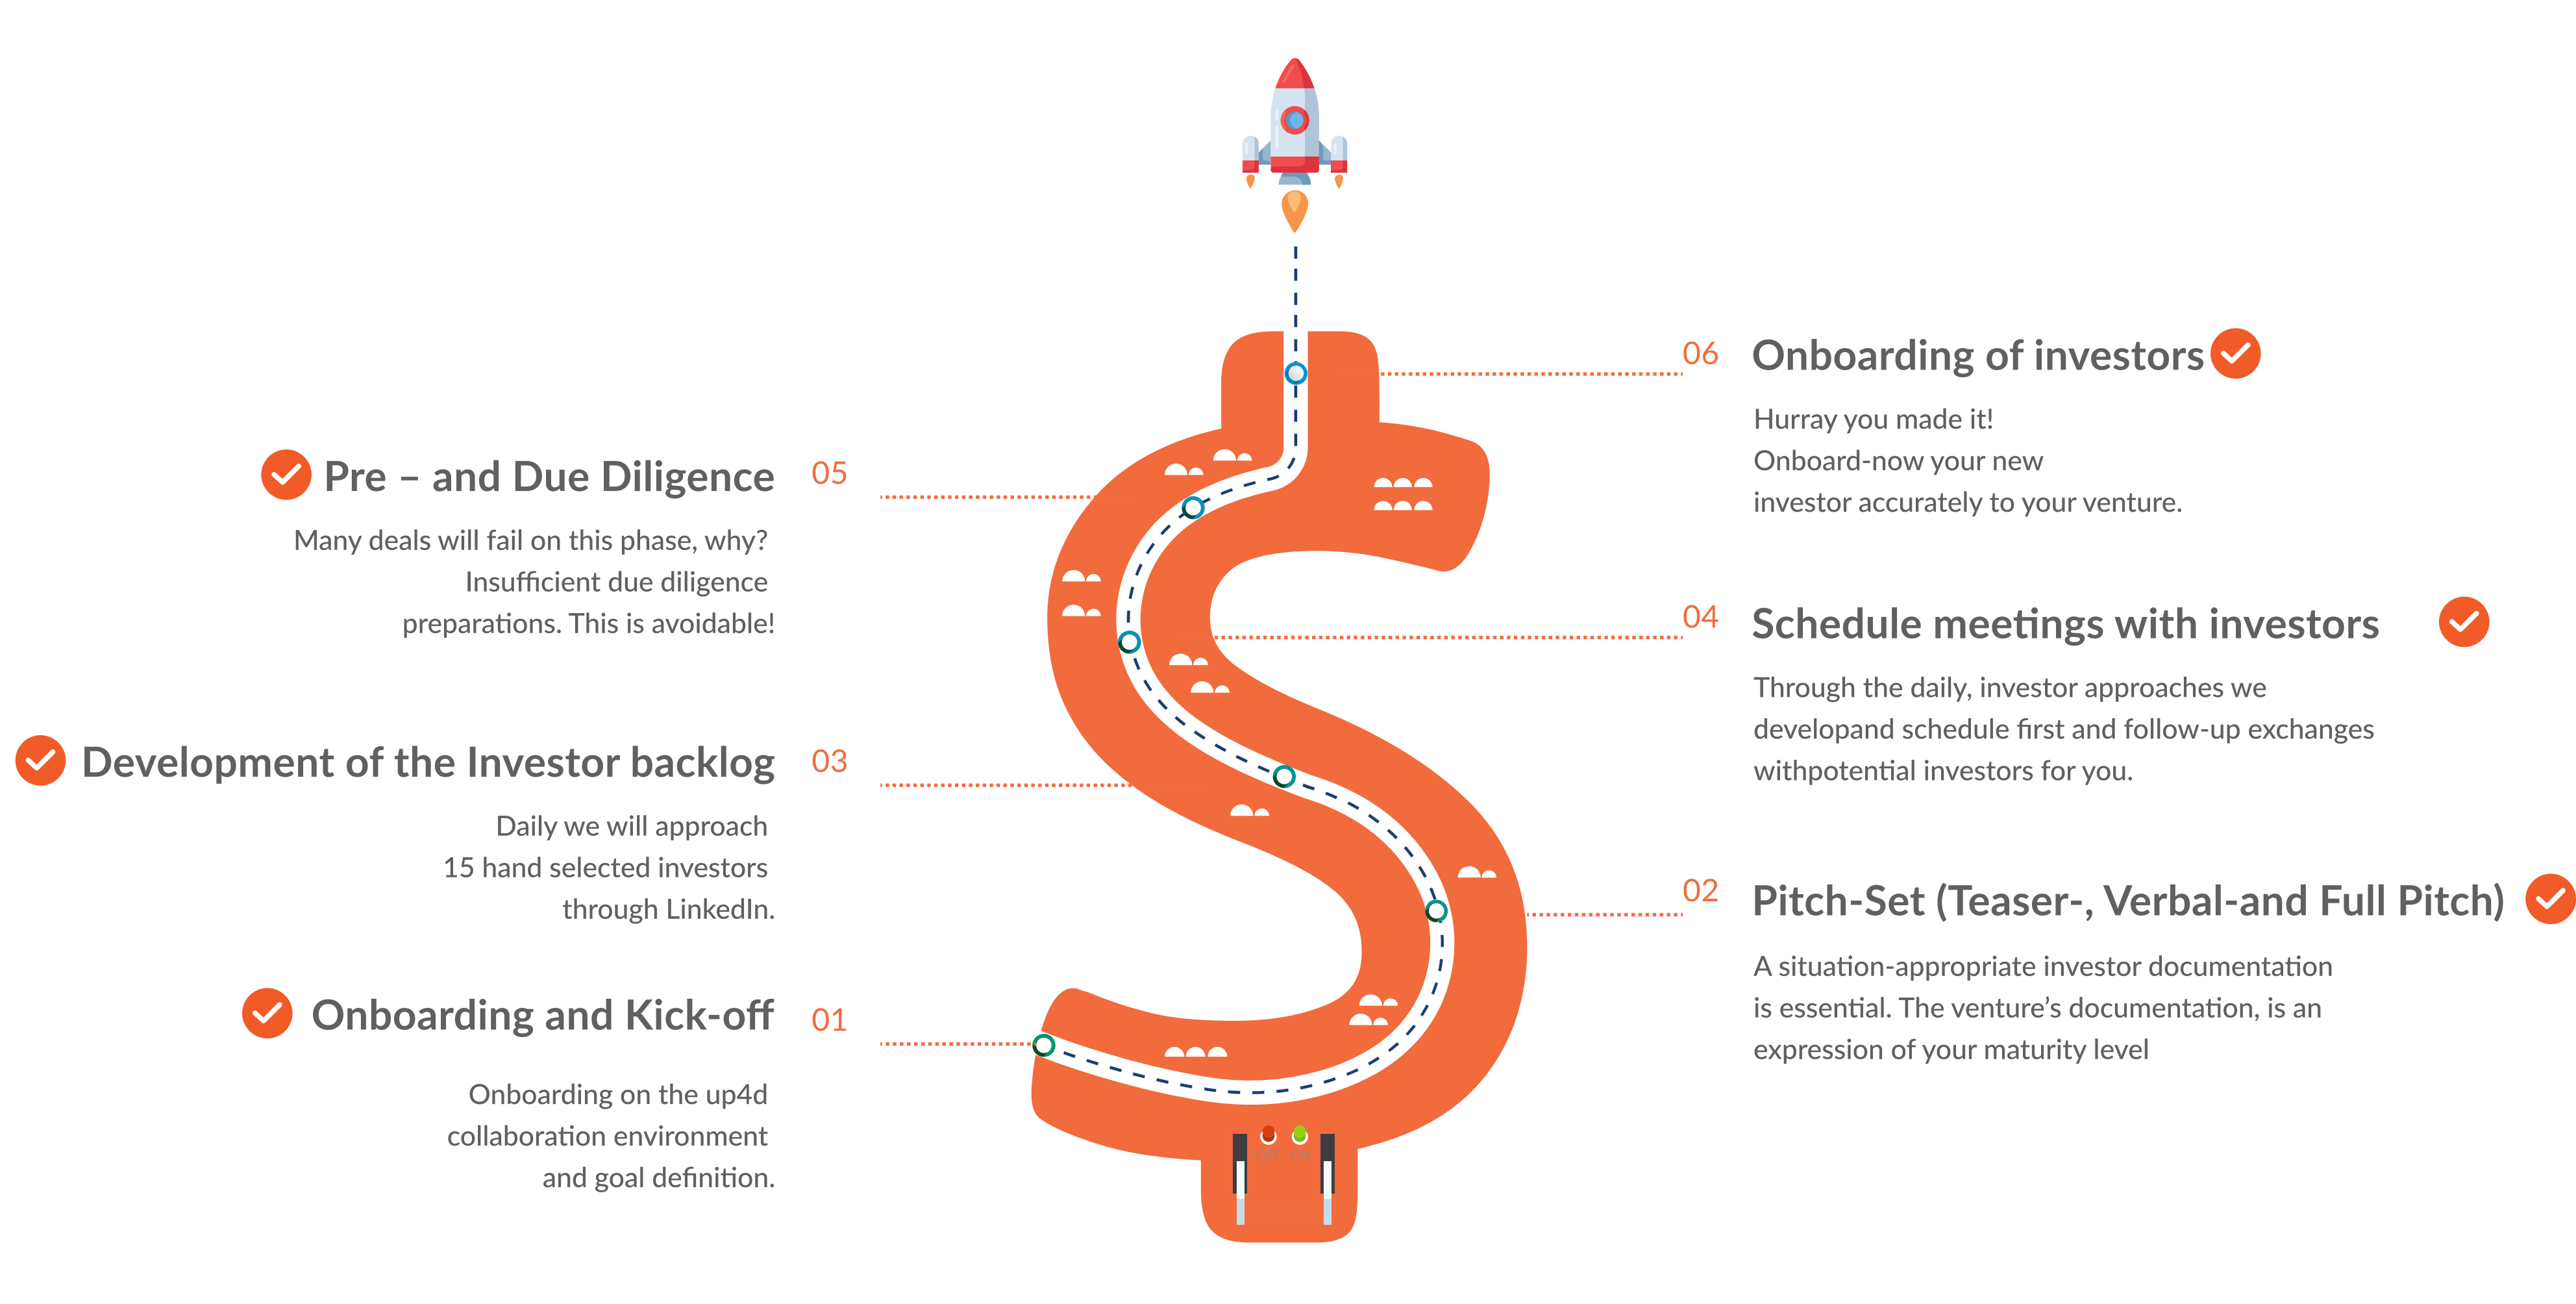 06
Onboarding of investors
Hurray you made it!
Onboard-now your new
investor accurately to your venture.
05
Pre – and Due Diligence
Many deals will fail on this phase, why?
Insufficient due diligence
preparations. This is avoidable!
04
Schedule meetings with investors
Through the daily, investor approaches we
developand schedule first and follow-up exchanges
withpotential investors for you.
03
Development of the Investor backlog
Daily we will approach
15 hand selected investors
through LinkedIn.
02
Pitch-Set (Teaser-, Verbal-and Full Pitch)
A situation-appropriate investor documentation
is essential. The venture’s documentation, is an
expression of your maturity level
01
Onboarding and Kick-off
Onboarding on the up4d
collaboration environment
and goal definition.
OFF ON